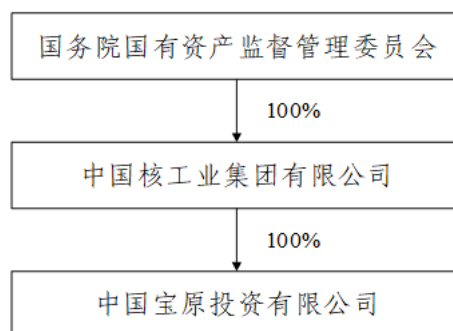 国务院国有资产监督管理委员会
100%
中国核工业集团有限公司
100%
中国宝原投资有限公司